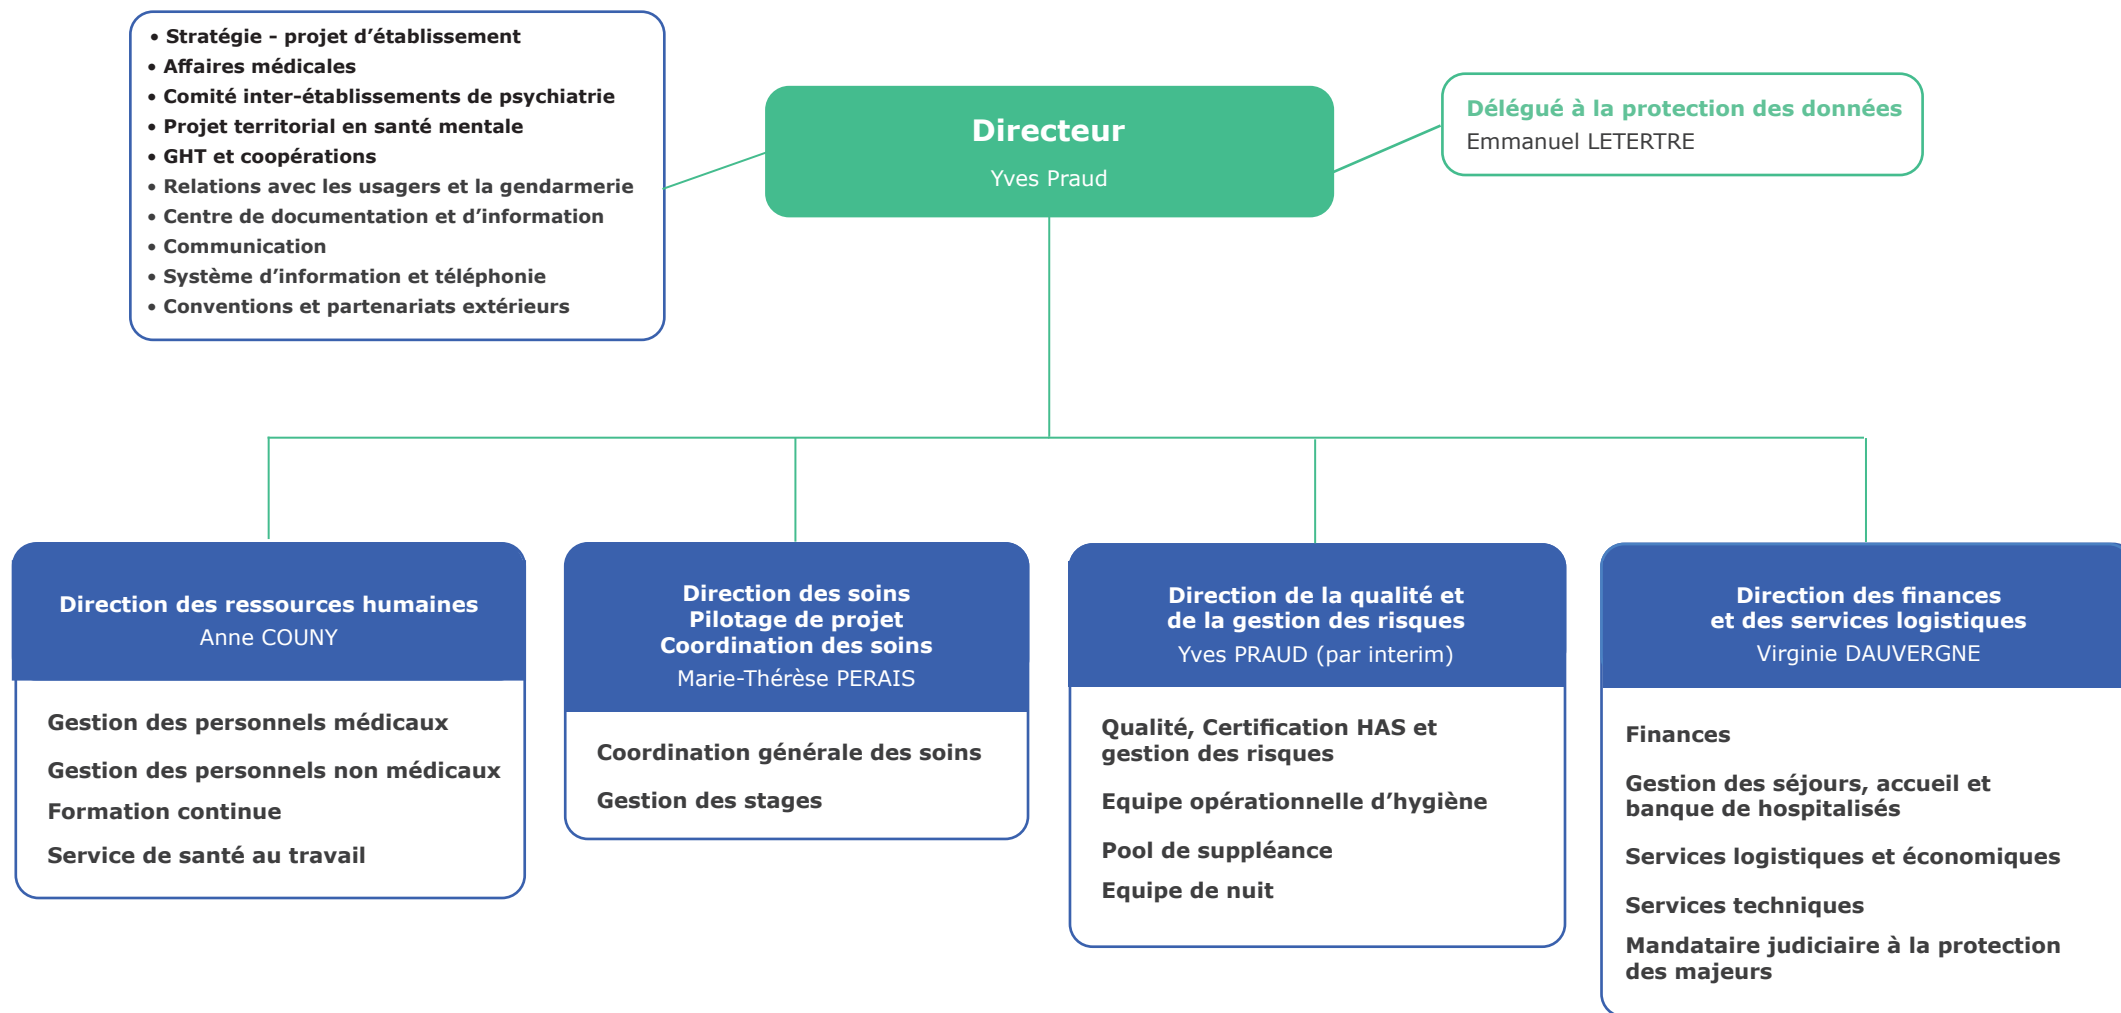 • Stratégie - projet d’établissement
• Affaires médicales
• Comité inter-établissements de psychiatrie
• Projet territorial en santé mentale
• GHT et coopérations
• Relations avec les usagers et la gendarmerie
• Centre de documentation et d’information
• Communication
• Système d’information et téléphonie
• Conventions et partenariats extérieurs
Directeur
Yves Praud
Délégué à la protection des données
Emmanuel LETERTRE
Direction des ressources humaines
Anne COUNY
Gestion des personnels médicaux
Gestion des personnels non médicaux
Formation continue
Service de santé au travail
Direction des soins
Pilotage de projet
Coordination des soins
Marie-Thérèse PERAIS
Coordination générale des soins
Gestion des stages
Direction de la qualité et
de la gestion des risques
Yves PRAUD (par interim)
Qualité, Certification HAS et
gestion des risques
Equipe opérationnelle d’hygiène
Pool de suppléance
Equipe de nuit
Direction des finances
et des services logistiques
Virginie DAUVERGNE
Finances
Gestion des séjours, accueil et
banque de hospitalisés
Services logistiques et économiques
Services techniques
Mandataire judiciaire à la protection
des majeurs